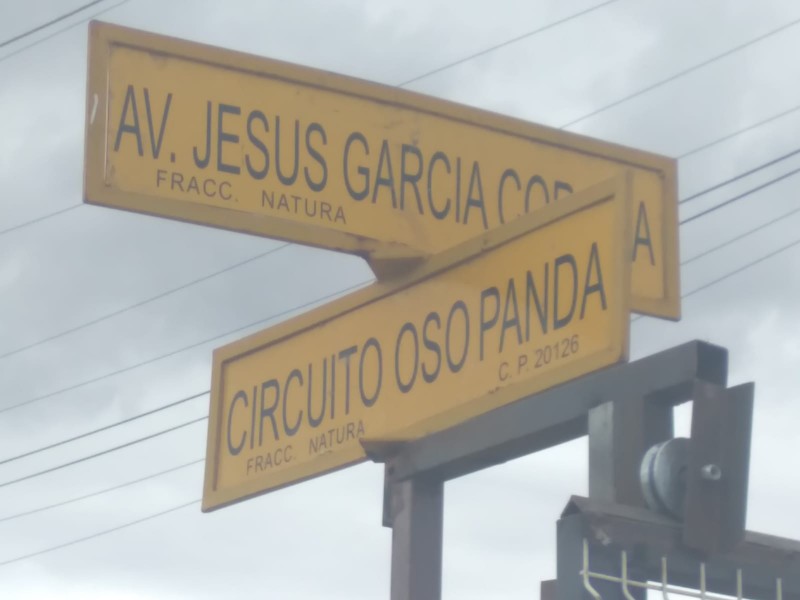 AV. JESUS GARCIA
FRACC. NATURA
CIRCUITO OSO PANDA
C. P. 20126
FRACC. NATURA